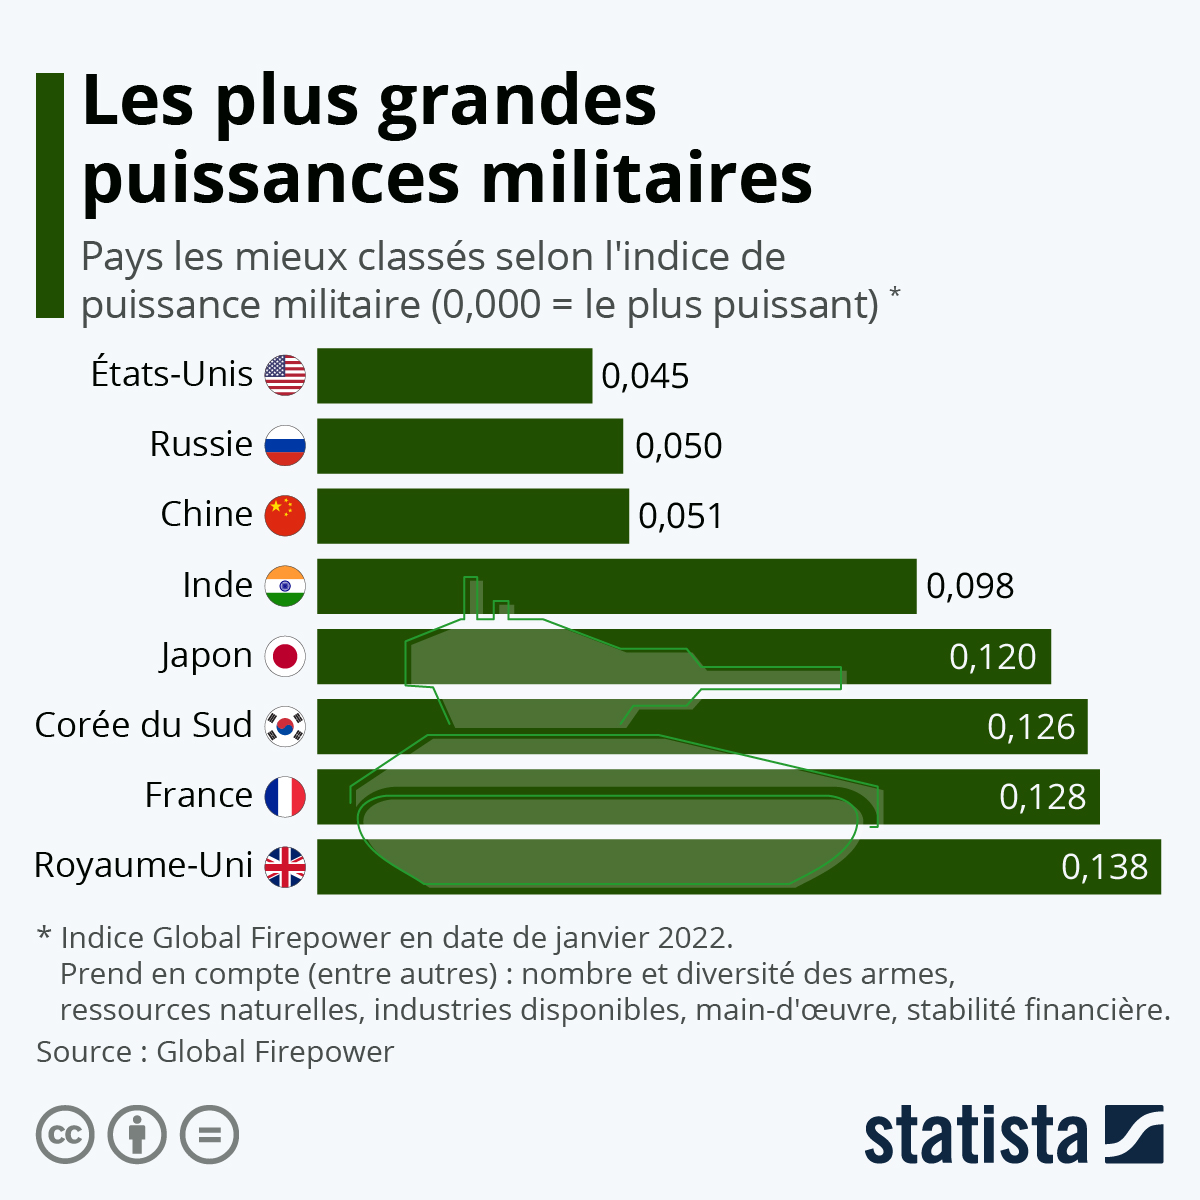 Les plus grandes
puissances militaires
Pays les mieux classés selon l'indice de
puissance militaire (0,000 = le plus puissant) *
États-Unis 0,045
Russie 0,050
Chine 0,051
Inde 0,098
Japon 0,120
Corée du Sud 0,126
France 0,128
Royaume-Uni 0,138
* Indice Global Firepower en date de janvier 2022.
Prend en compte (entre autres) : nombre et diversité des armes,
ressources naturelles, industries disponibles, main-d'œuvre, stabilité financière.
Source : Global Firepower
cc
statista